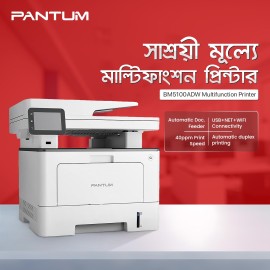 PANTUM
সাশ্রয়ী মূল্যে
মাল্টিফাংশন প্রিন্টার
BM5100ADW Multifunction Printer
Automatic Doc. Feeder
USB+NET+WiFi Connectivity
40ppm Print Speed
Automatic duplex printing
PANTUM